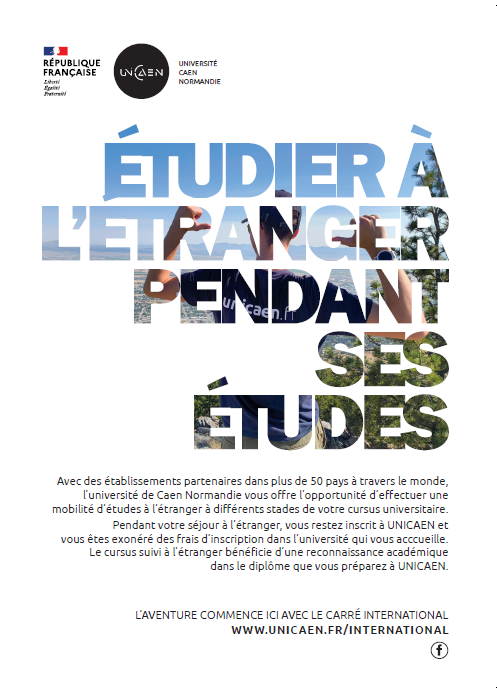 RÉPUBLIQUE
FRANÇAISE
Liberté
Égalité
Fraternité
UNICAEN
UNIVERSITÉ
CAEN
NORMANDIE
ÉTUDIER À
L'ÉTRANGER
PENDANT
SES
ÉTUDES
unicaen.fr
Avec des établissements partenaires dans plus de 50 pays à travers le monde,
l'université de Caen Normandie vous offre l'opportunité d'effectuer une
mobilité d'études à l'étranger à différents stades de votre cursus universitaire.
Pendant votre séjour à l'étranger, vous restez inscrit à UNICAEN et
vous êtes exonéré des frais d'inscription dans l'université qui vous acccueille.
Le cursus suivi à l'étranger bénéficie d'une reconnaissance académique
dans le diplôme que vous préparez à UNICAEN.
L'AVENTURE COMMENCE ICI AVEC LE CARRÉ INTERNATIONAL
WWW.UNICAEN.FR/INTERNATIONAL